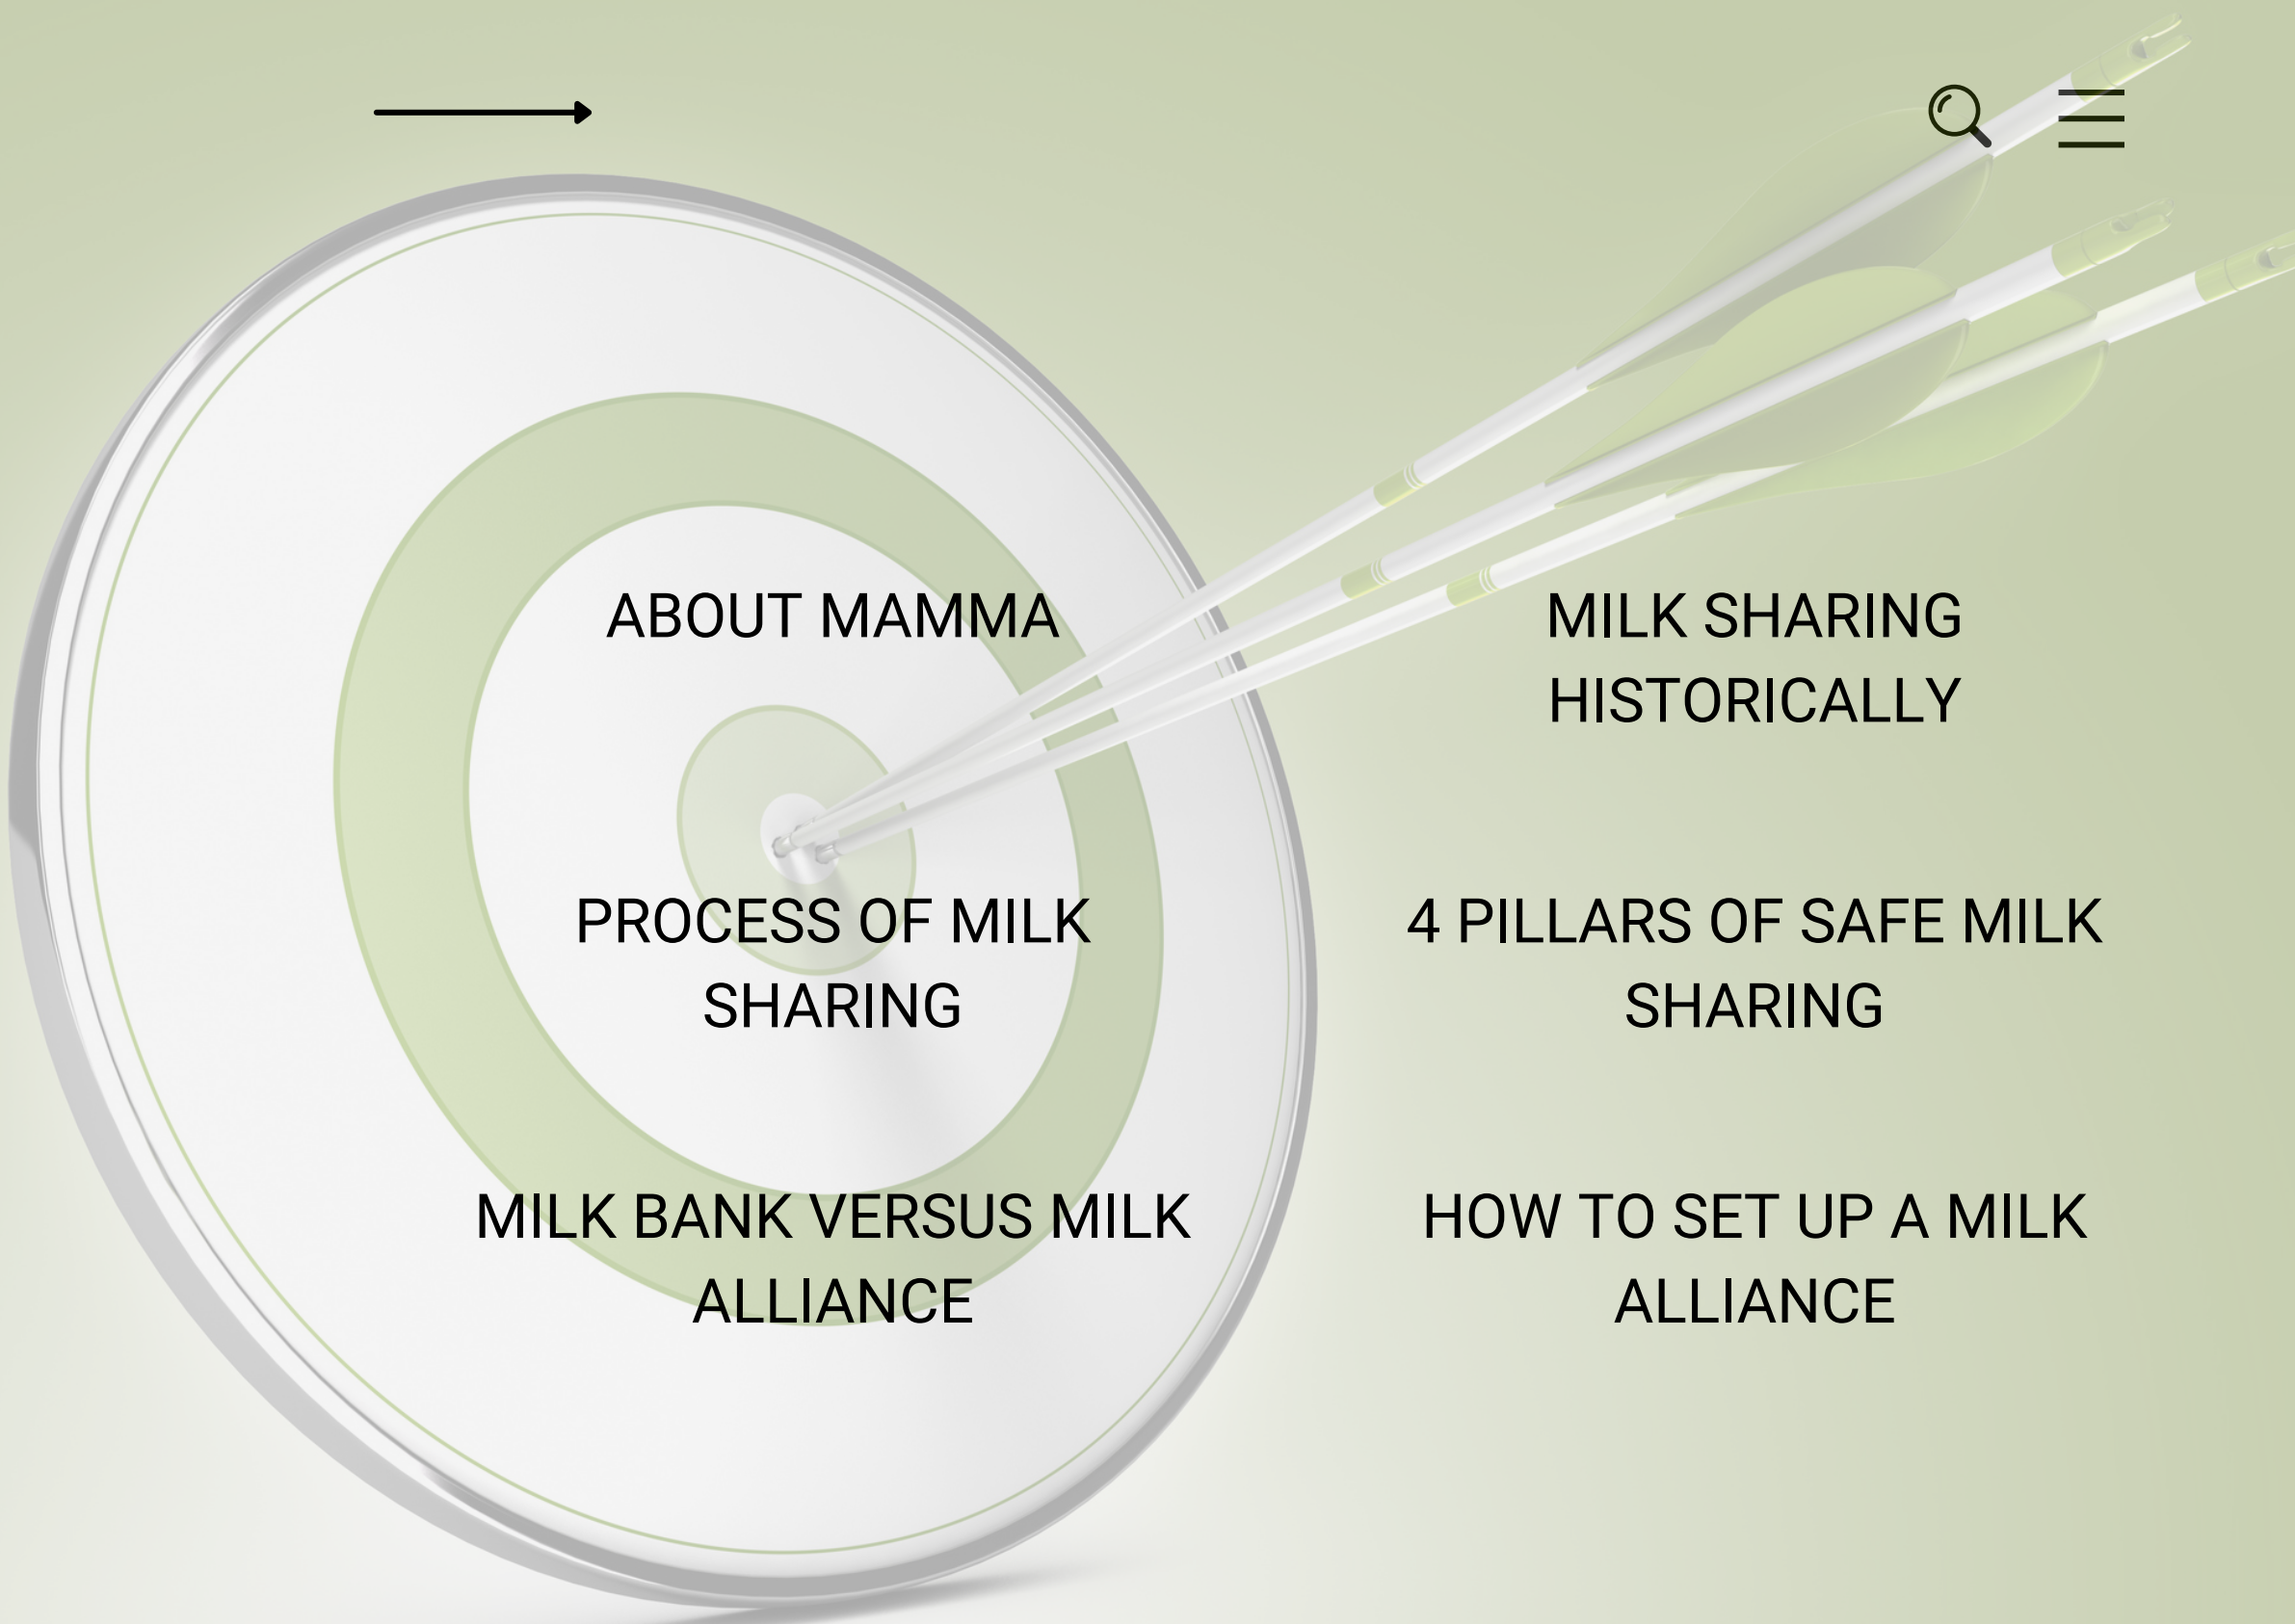 ABOUT MAMMA
MILK SHARING
HISTORICALLY
PROCESS OF MILK
SHARING
4 PILLARS OF SAFE MILK
SHARING
MILK BANK VERSUS MILK
ALLIANCE
HOW TO SET UP A MILK
ALLIANCE